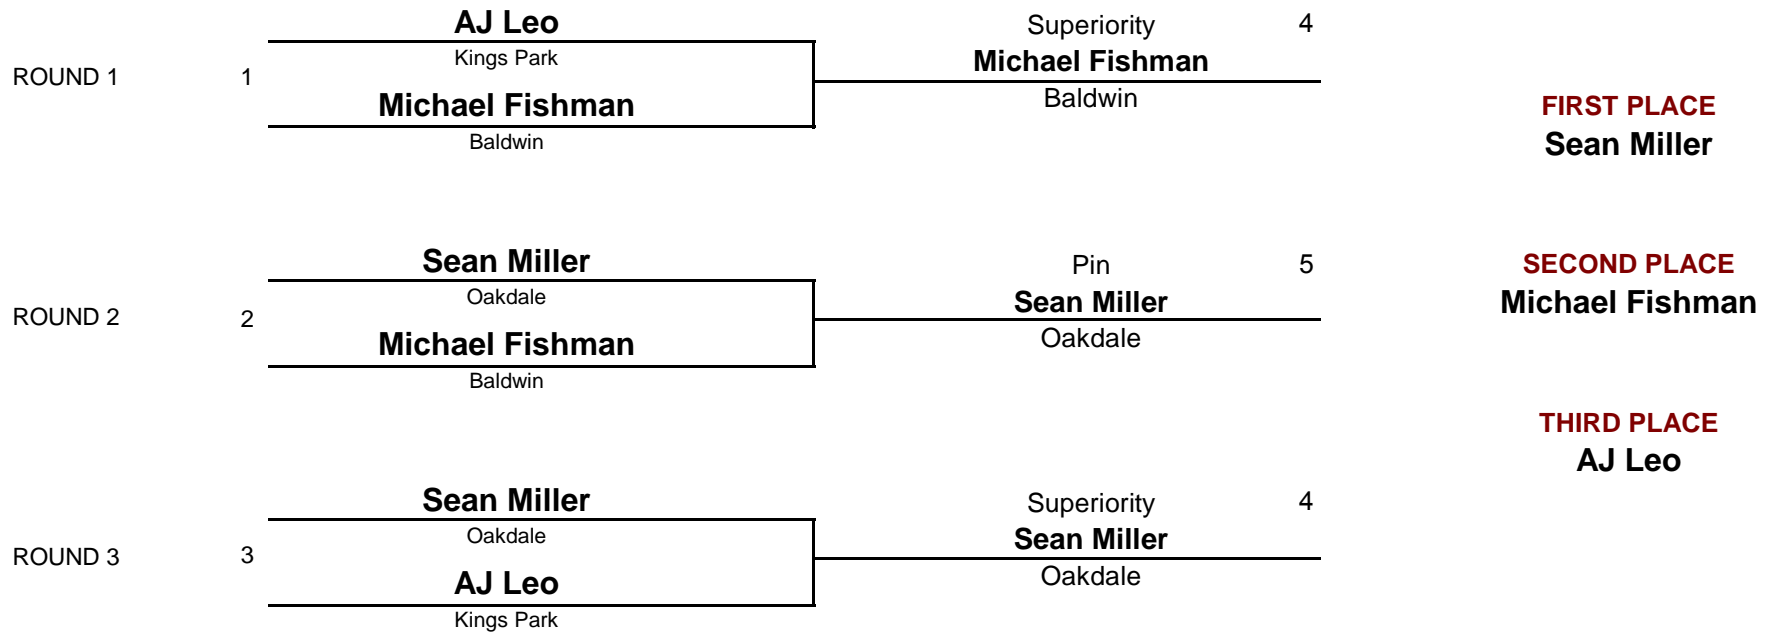 ROUND 1
1
AJ Leo
Kings Park
Michael Fishman
Baldwin
Superiority 4
Michael Fishman
Baldwin
ROUND 2
2
Sean Miller
Oakdale
Michael Fishman
Baldwin
Pin 5
Sean Miller
Oakdale
ROUND 3
3
Sean Miller
Oakdale
AJ Leo
Kings Park
Superiority 4
Sean Miller
Oakdale
FIRST PLACE
Sean Miller
SECOND PLACE
Michael Fishman
THIRD PLACE
AJ Leo